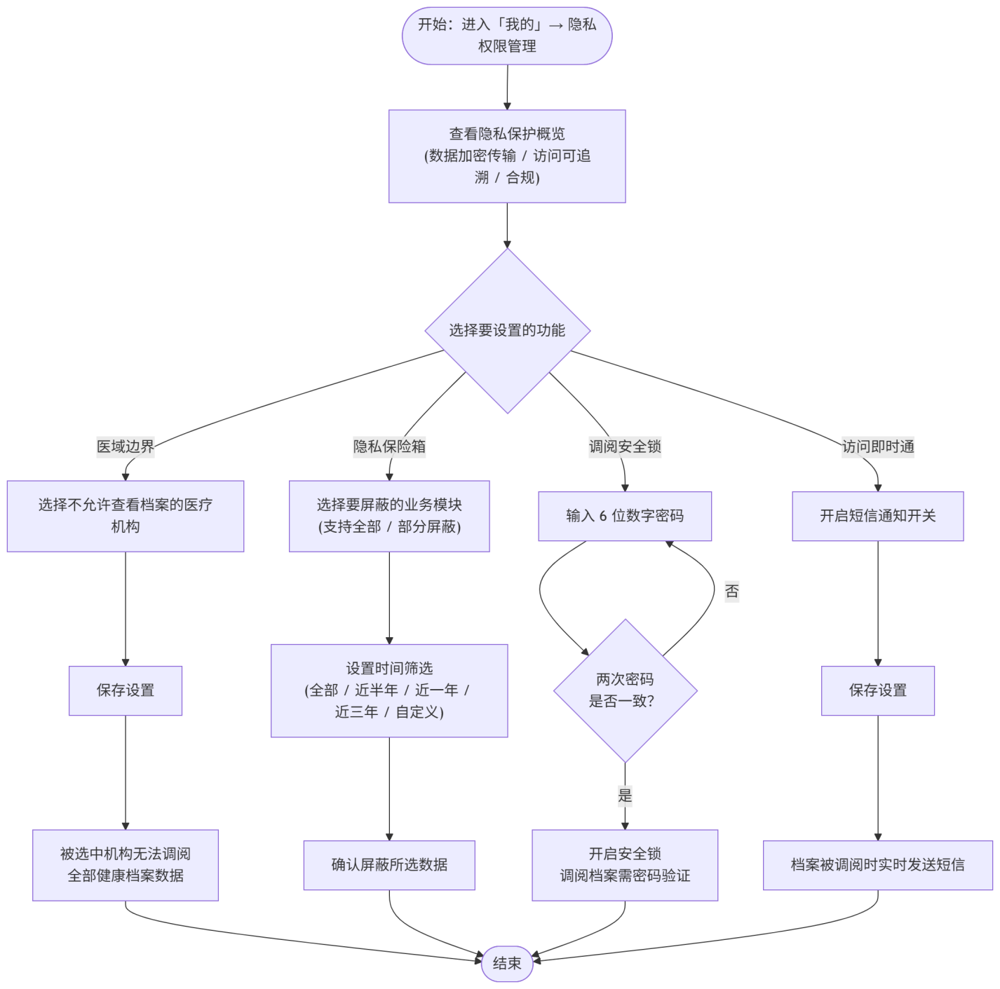 开始：进入「我的」→ 隐私
权限管理
查看隐私保护概览
(数据加密传输 / 访问可追
溯 / 合规)
选择要设置的功能
医域边界
隐私保险箱
调阅安全锁
访问即时通
选择不允许查看档案的医疗
机构
选择要屏蔽的业务模块
(支持全部 / 部分屏蔽)
输入 6 位数字密码
开启短信通知开关
否
保存设置
设置时间筛选
(全部 / 近半年 / 近一年 /
近三年 / 自定义)
两次密码
是否一致？
保存设置
是
被选中机构无法调阅
全部健康档案数据
确认屏蔽所选数据
开启安全锁
调阅档案需密码验证
档案被调阅时实时发送短信
结束